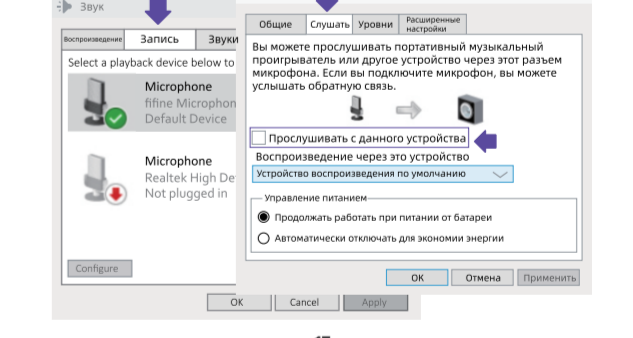 Звук
Воспроизведение Запись Звуки
Select a playback device below to
Microphone
fifine Microphon
Default Device
Microphone
Realtek High De
Not plugged in
Configure
OK Cancel Apply
Общие Слушать Уровни Расширенные
настройки
Вы можете прослушивать портативный музыкальный
проигрыватель или другое устройство через этот разъем
микрофона. Если вы подключите микрофон, вы можете
услышать обратную связь.
Прослушивать с данного устройства
Воспроизведение через это устройство
Устройство воспроизведения по умолчанию
Управление питанием
Продолжать работать при питании от батареи
Автоматически отключать для экономии энергии
ОК Отмена Применить